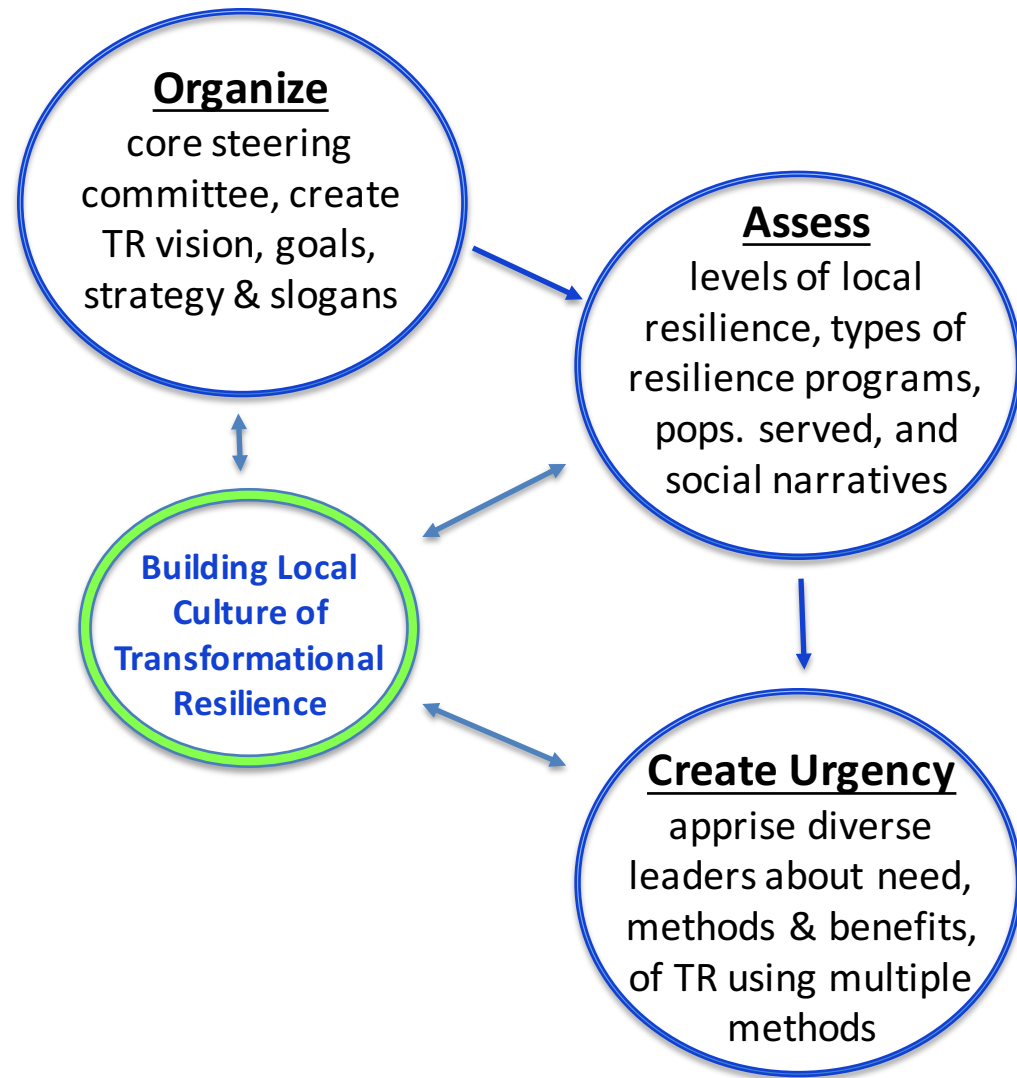 Organize
core steering
committee, create
TR vision, goals,
strategy & slogans
Assess
levels of local
resilience, types of
resilience programs,
pops. served, and
social narratives
Building Local
Culture of
Transformational
Resilience
Create Urgency
apprise diverse
leaders about need,
methods & benefits,
of TR using multiple
methods